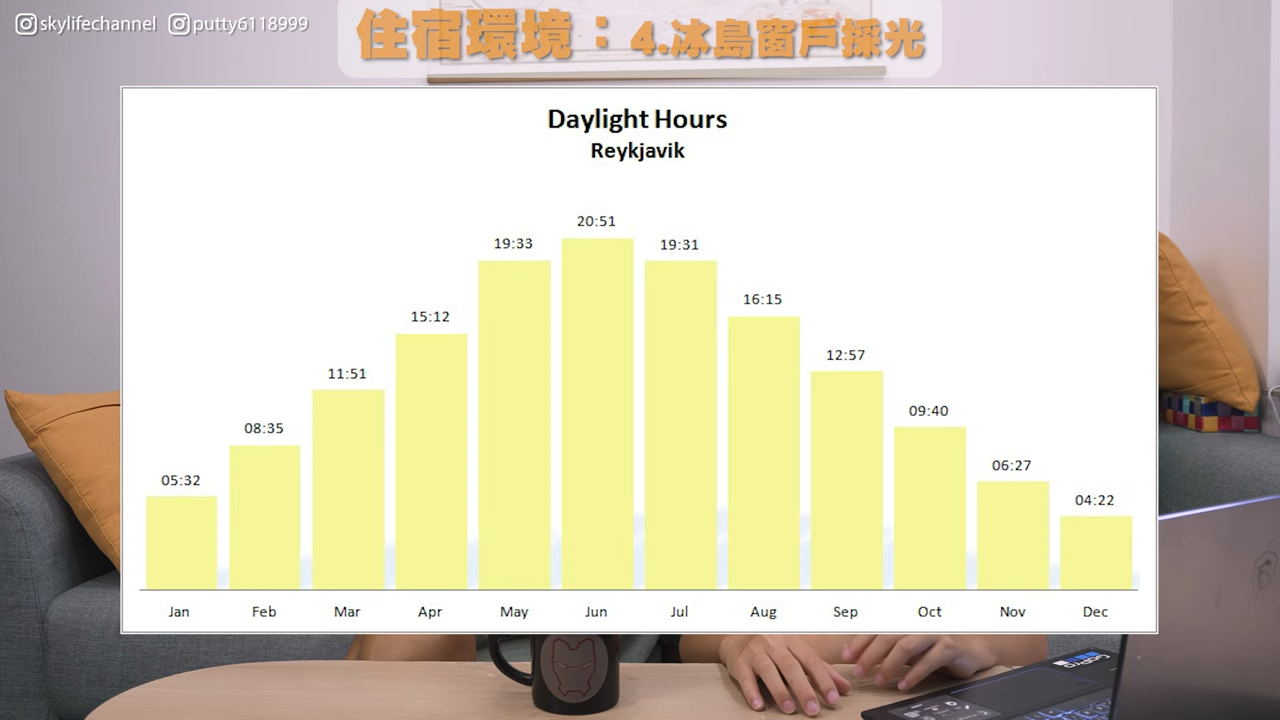 skylifechannel putty6118999
住宿環境：4.冰島窗戶採光
Daylight Hours
Reykjavik
20:51
19:33
19:31
16:15
15:12
12:57
11:51
09:40
08:35
06:27
05:32
04:22
Jan Feb Mar Apr May Jun Jul Aug Sep Oct Nov Dec
GoPro